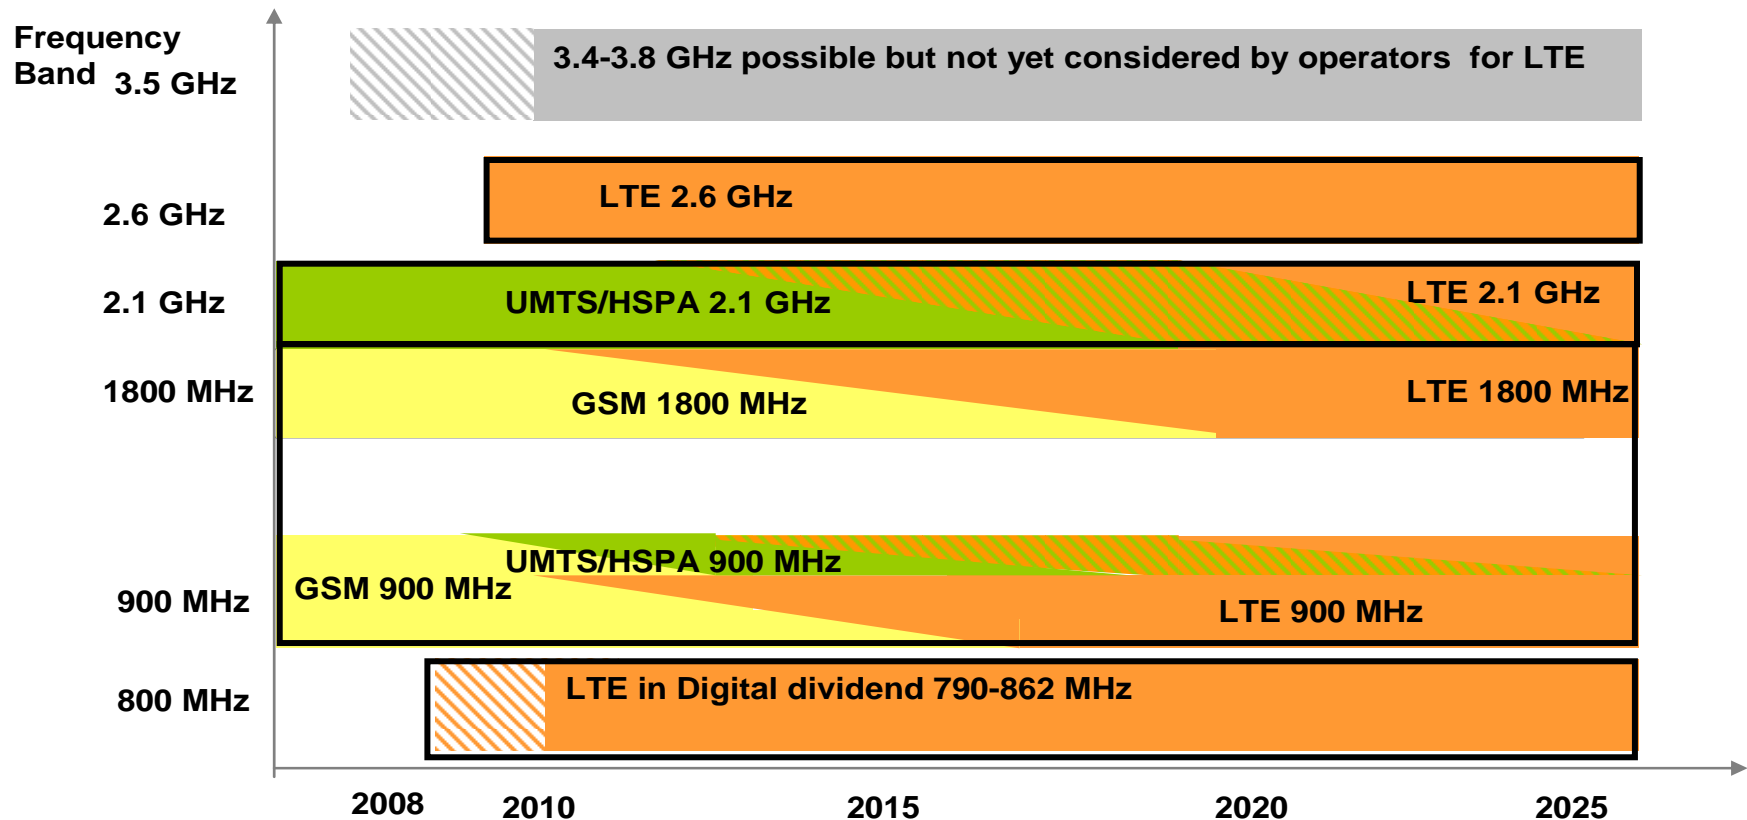 Frequency
Band
3.5 GHz
3.4-3.8 GHz possible but not yet considered by operators for LTE
2.6 GHz
LTE 2.6 GHz
2.1 GHz
UMTS/HSPA 2.1 GHz
LTE 2.1 GHz
1800 MHz
GSM 1800 MHz
LTE 1800 MHz
UMTS/HSPA 900 MHz
GSM 900 MHz
900 MHz
LTE 900 MHz
800 MHz
LTE in Digital dividend 790-862 MHz
2008
2010
2015
2020
2025